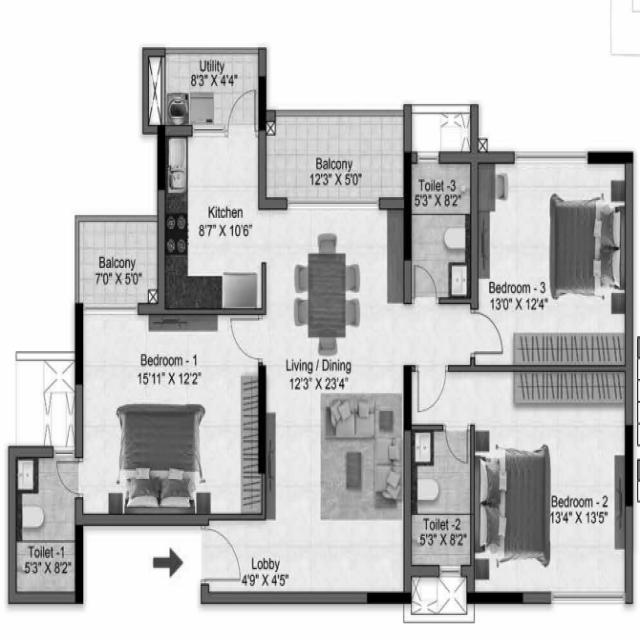 Utility
8'3" X 4'4"
Balcony
12'3" X 5'0"
Toilet -3
5'3" X 8'2"
Kitchen
8'7" X 10'6"
Balcony
7'0" X 5'0"
Bedroom - 3
13'0" X 12'4"
Bedroom - 1
15'11" X 12'2"
Living / Dining
12'3" X 23'4"
Bedroom - 2
13'4" X 13'5"
Toilet -2
5'3" X 8'2"
Toilet -1
5'3" X 8'2"
Lobby
4'9" X 4'5"